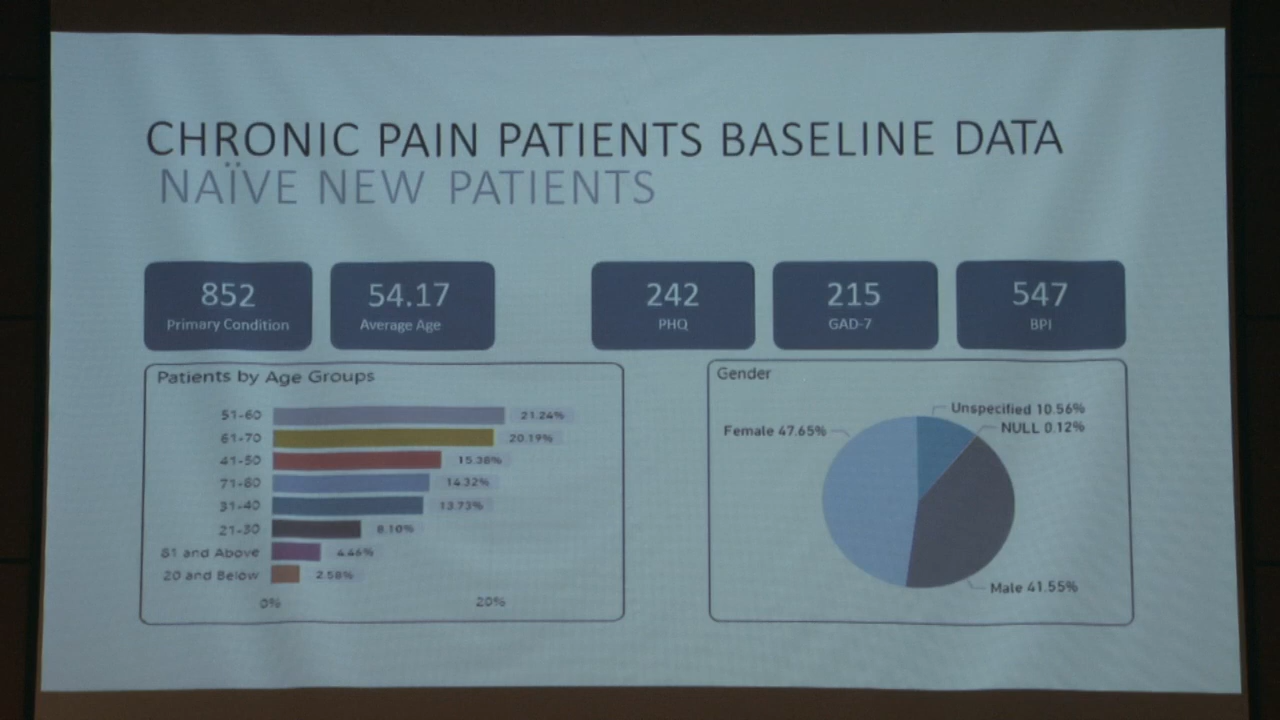 CHRONIC PAIN PATIENTS BASELINE DATA
NAÏVE NEW PATIENTS
852
Primary Condition
54.17
Average Age
242
PHQ
215
GAD-7
547
BPI
Patients by Age Groups
51-60 21.24%
61-70 20.19%
41-50 15.38%
71-80 14.32%
31-40 13.73%
21-30 8.10%
81 and Above 4.46%
20 and Below 2.58%
0% 20%
Gender
Unspecified 10.56%
NULL 0.12%
Female 47.65%
Male 41.55%